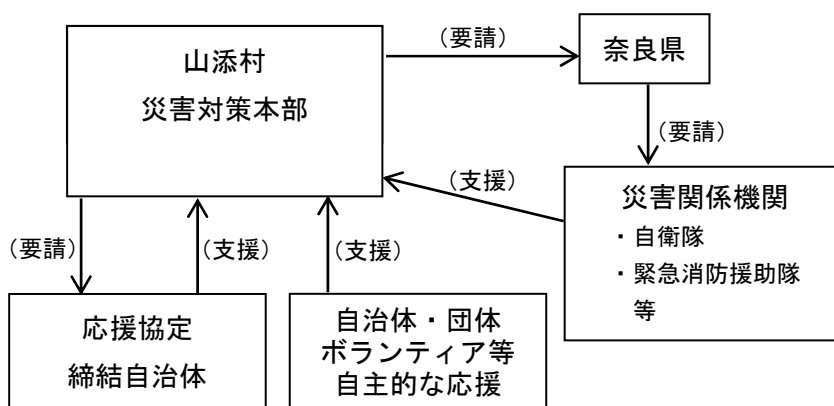 山添村
災害対策本部
（要請）
奈良県
（要請）
（支援）
災害関係機関
・自衛隊
・緊急消防援助隊
等
（要請）
（支援）
（支援）
応援協定
締結自治体
自治体・団体
ボランティア等
自主的な応援